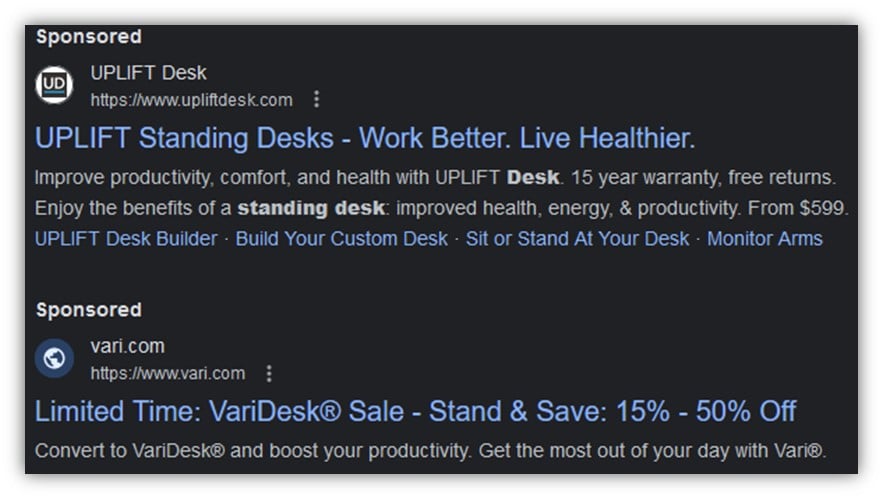 Sponsored
UD
UPLIFT Desk
https://www.upliftdesk.com
UPLIFT Standing Desks - Work Better. Live Healthier.
Improve productivity, comfort, and health with UPLIFT Desk. 15 year warranty, free returns.
Enjoy the benefits of a standing desk: improved health, energy, & productivity. From $599.
UPLIFT Desk Builder · Build Your Custom Desk · Sit or Stand At Your Desk · Monitor Arms
Sponsored
vari.com
https://www.vari.com
Limited Time: VariDesk® Sale - Stand & Save: 15% - 50% Off
Convert to VariDesk® and boost your productivity. Get the most out of your day with Vari®.